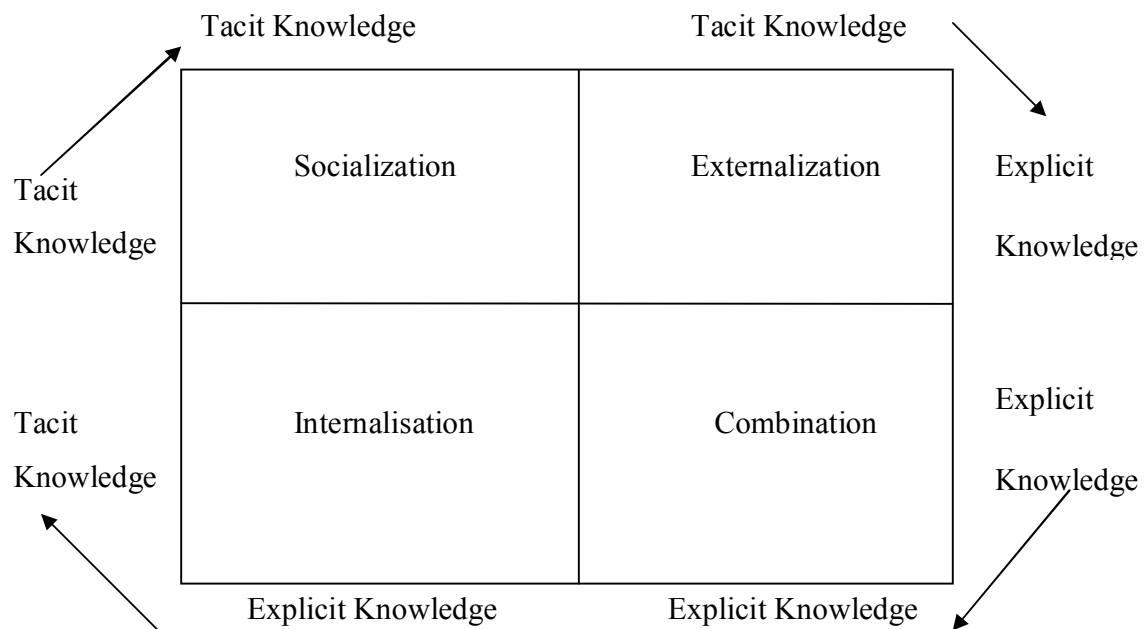 Tacit Knowledge
Tacit Knowledge
Socialization
Externalization
Explicit
Tacit
Knowledge
Knowledge
Explicit
Tacit
Internalisation
Combination
Knowledge
Knowledge
Explicit Knowledge
Explicit Knowledge